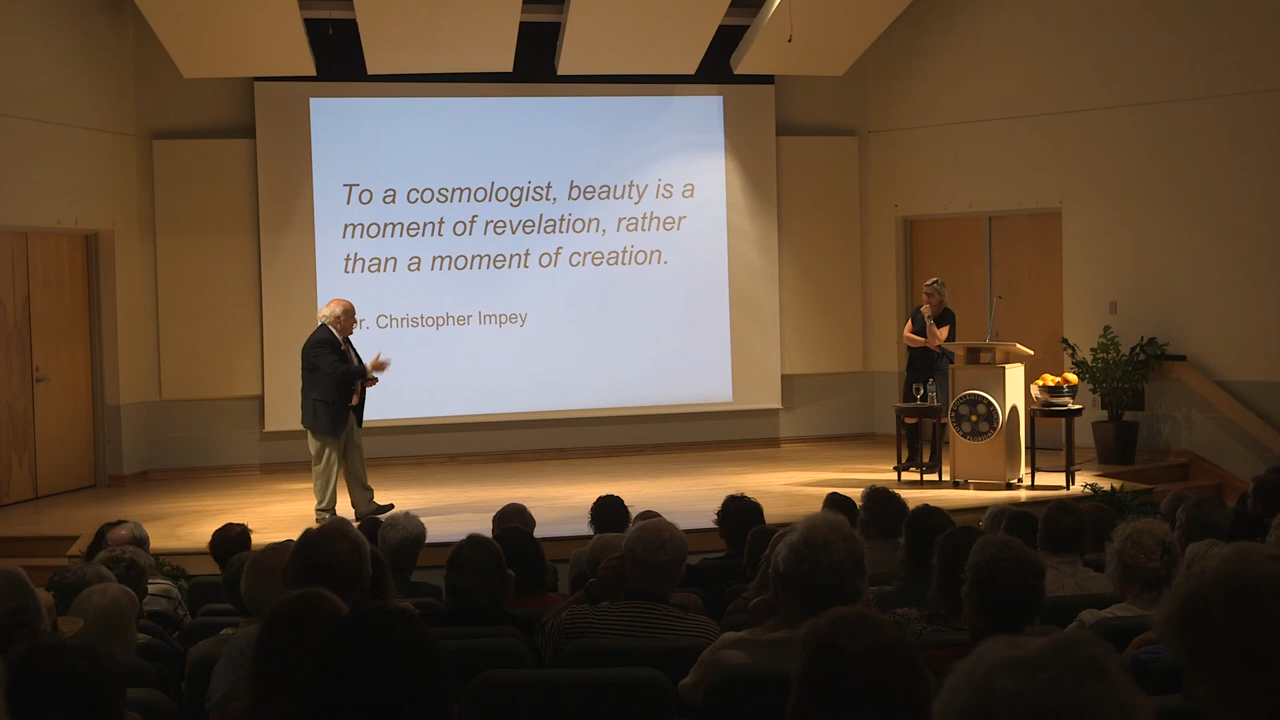 To a cosmologist, beauty is a
moment of revelation, rather
than a moment of creation.
r. Christopher Impey